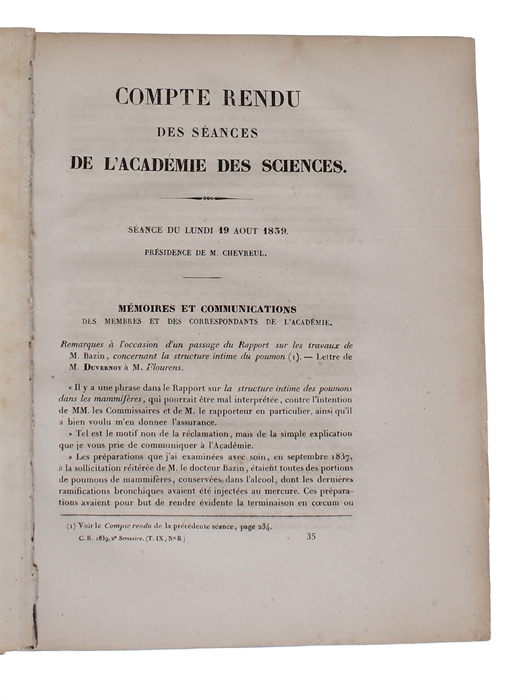 COMPTE RENDU
DES SÉANCES
DE L'ACADÉMIE DES SCIENCES.
SÉANCE DU LUNDI 19 AOUT 1839.
PRÉSIDENCE DE M. CHEVREUL.
MÉMOIRES ET COMMUNICATIONS
DES MEMBRES ET DES CORRESPONDANTS DE L'ACADÉMIE.
Remarques à l'occasion d'un passage du Rapport sur les travaux de
M. Bazin, concernant la structure intime du poumon (1). — Lettre de
M. Duvernoy à M. Flourens.
« Il y a une phrase dans le Rapport sur la structure intime des poumons
dans les mammifères, qui pourrait être mal interprétée, contre l'intention
de MM. les Commissaires et de M. le rapporteur en particulier, ainsi qu'il
a bien voulu m'en donner l'assurance.
» Tel est le motif non de la réclamation, mais de la simple explication
que je vous prie de communiquer à l'Académie.
» Les préparations que j'ai examinées avec soin, en septembre 1837,
à la sollicitation réitérée de M. le docteur Bazin, étaient toutes des portions
de poumons de mammifères, conservées dans l'alcool, dont les dernières
ramifications bronchiques avaient été injectées au mercure. Ces prépara-
tions avaient pour but de rendre évidente la terminaison en cœcum ou
(1) Voir le Compte rendu de la précédente séance, page 234.
C. R. 1839, 2e Semestre. (T. IX, No 8.) 35